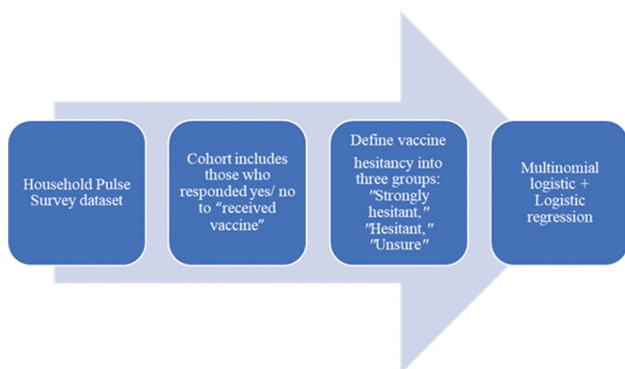 Household Pulse
Survey dataset
Cohort includes
those who
responded yes/ no
to “received
vaccine”
Define vaccine
hesitancy into
three groups:
"Strongly
hesitant,"
"Hesitant,"
"Unsure"
Multinomial
logistic +
Logistic
regression